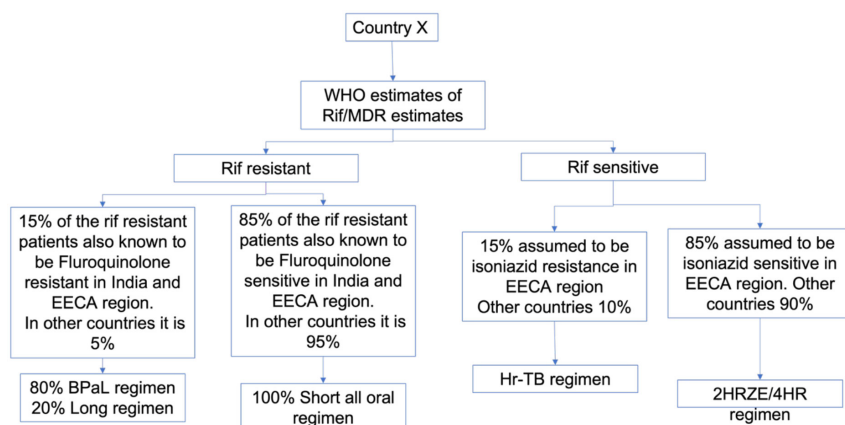 Country X
WHO estimates of
Rif/MDR estimates
Rif resistant
Rif sensitive
15% of the rif resistant
patients also known to
be Fluroquinolone
resistant in India and
EECA region.
In other countries it is
5%
85% of the rif resistant
patients also known to
be Fluroquinolone
sensitive in India and
EECA region.
In other countries it is
95%
15% assumed to be
isoniazid resistance in
EECA region
Other countries 10%
85% assumed to be
isoniazid sensitive in
EECA region. Other
countries 90%
80% BPaL regimen
20% Long regimen
100% Short all oral
regimen
Hr-TB regimen
2HRZE/4HR
regimen